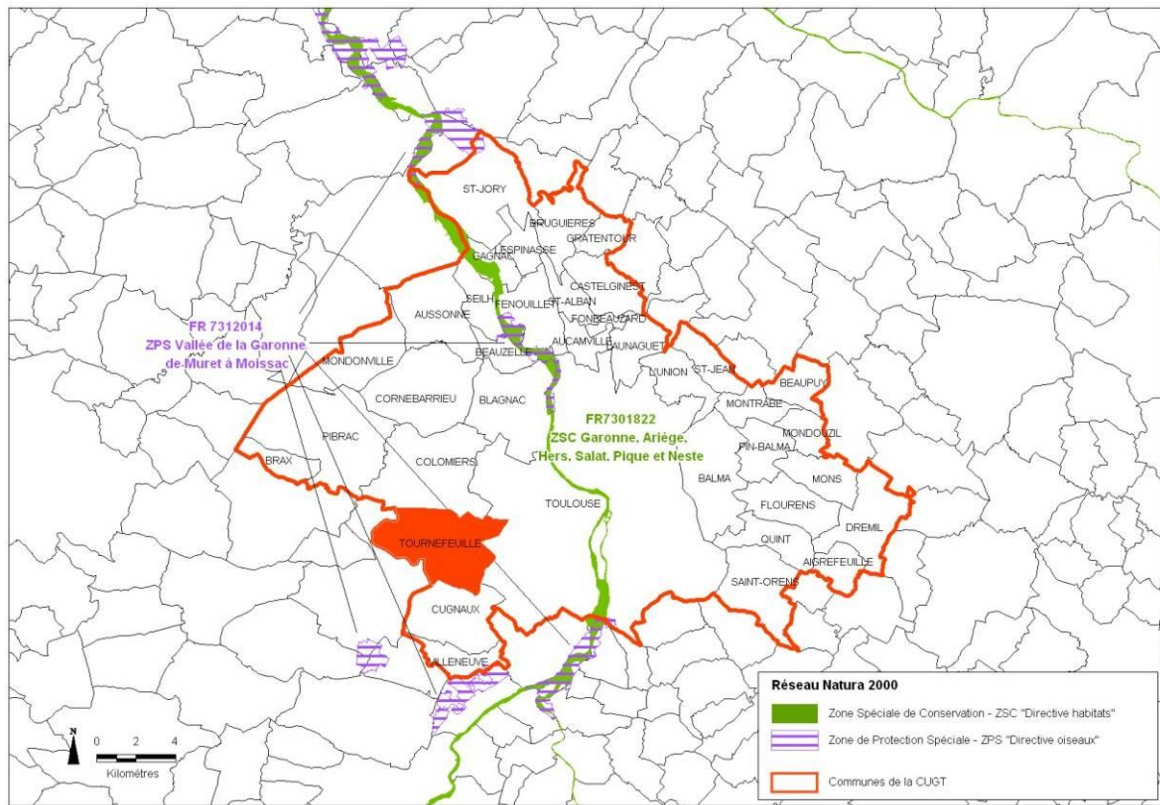 ST-JORY
BRUGUIERES
GRATENTOUR
LESPINASSE
GAGNAC
CASTELGINEST
SEILH
FENOUILLET
ST-ALBAN
AUSSONNE
FONBEAUZARD
FR 7312014
ZPS Vallée de la Garonne
de Muret à Moissac
AUCAMVILLE
LAUNAGUET
BEAUZELLE
MONDONVILLE
L'UNION
ST-JEAN
BEAUPUY
CORNEBARRIEU
BLAGNAC
MONTRABE
FR7301822
ZSC Garonne, Ariége,
Hers, Salat, Pique et Neste
MONDOUZIL
PIBRAC
PIN-BALMA
BRAX
COLOMIERS
BALMA
MONS
TOULOUSE
FLOURENS
DREMIL
TOURNEFEUILLE
QUINT
AIGREFEUILLE
SAINT-ORENS
CUGNAUX
VILLENEUVE
Réseau Natura 2000
Zone Spéciale de Conservation - ZSC "Directive habitats"
Zone de Protection Spéciale - ZPS "Directive oiseaux"
Communes de la CUGT
N
0 2 4
Kilométres